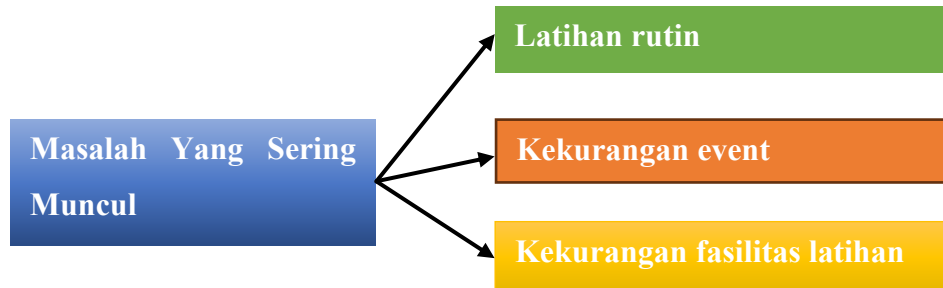 Masalah Yang Sering
Muncul
Latihan rutin
Kekurangan event
Kekurangan fasilitas latihan